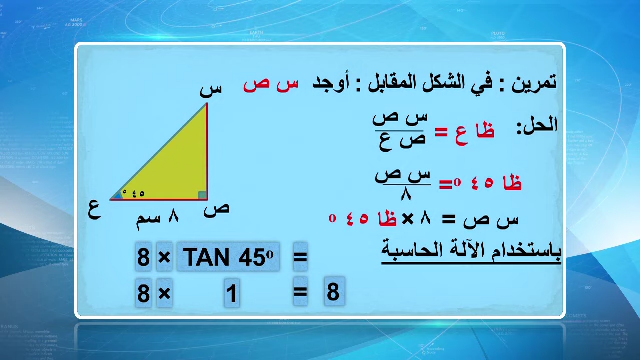 تمرين : في الشكل المقابل : أوجد س ص
الحل:
ظا ع = س ص / ص ع
ظا ٤٥ ° = س ص / ٨
س ص = ٨ × ظا ٤٥ °
باستخدام الآلة الحاسبة
8 × TAN 45° =
8 × 1 = 8
س
٤٥ °
ع
ص
٨ سم